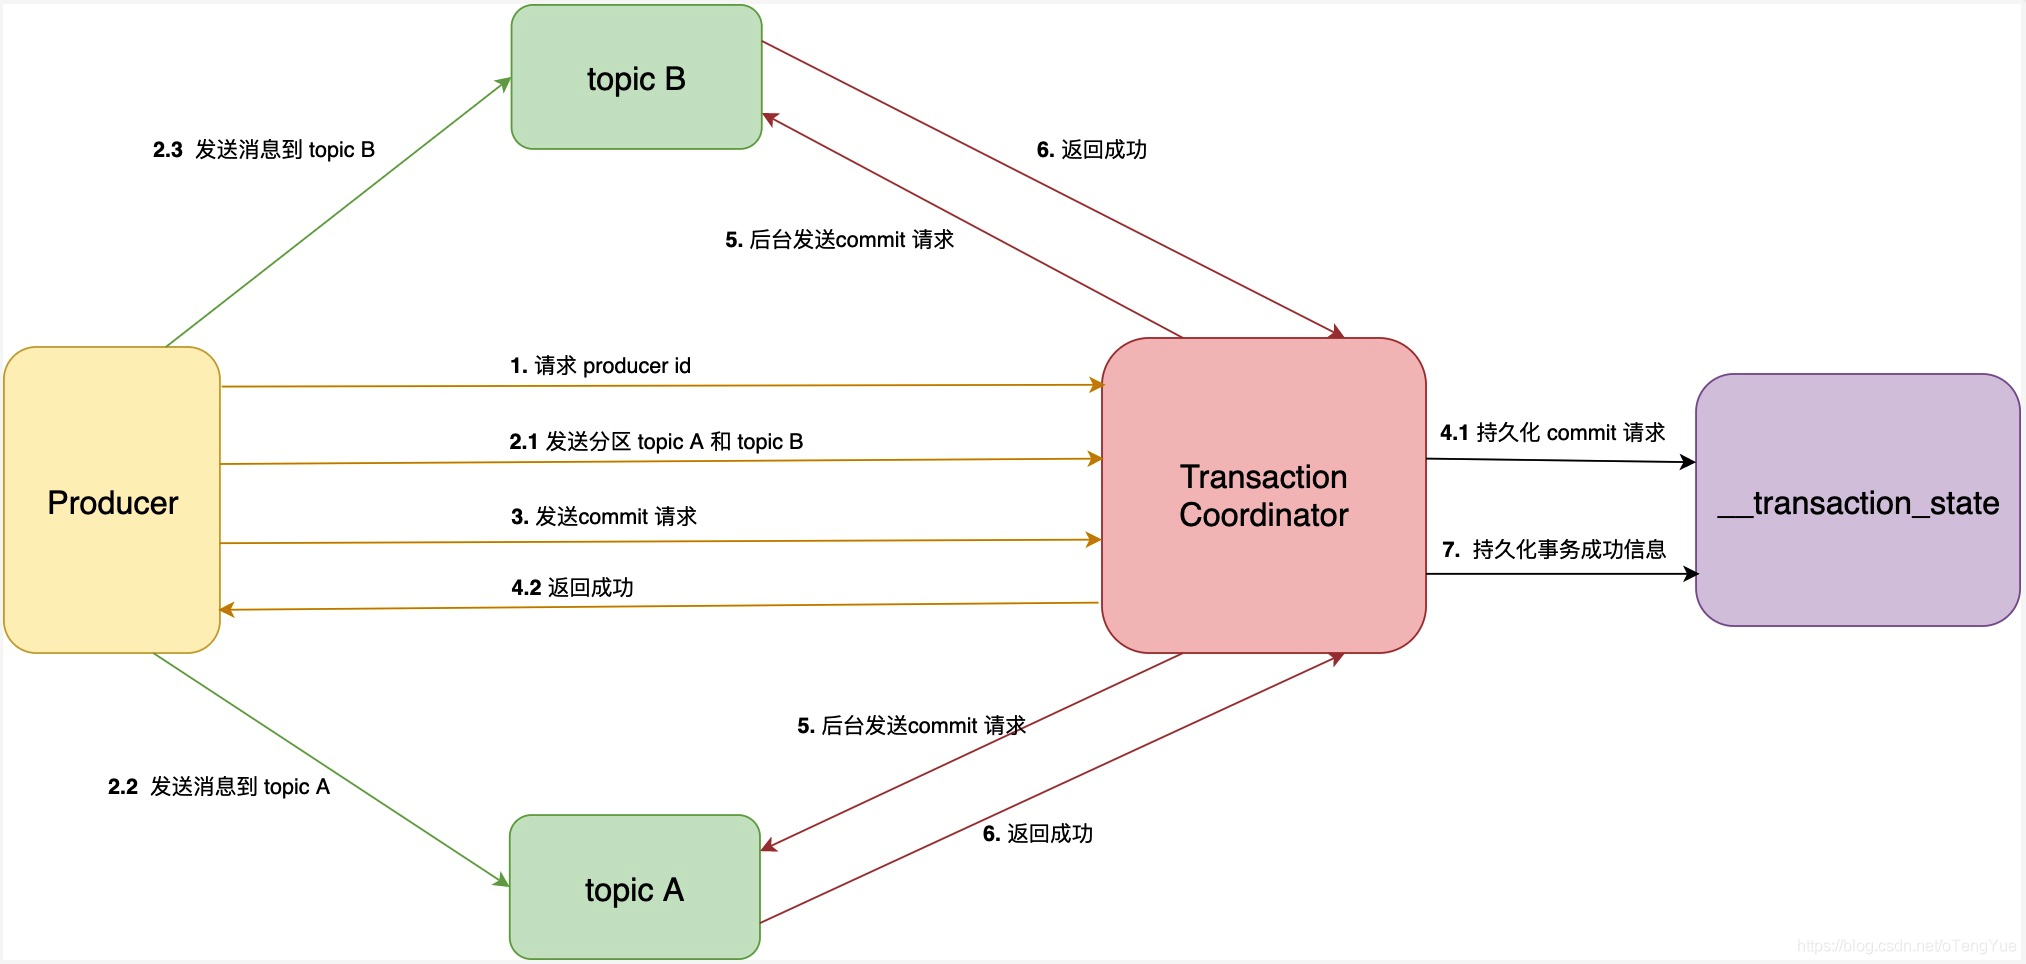 topic B
2.3 发送消息到 topic B
6. 返回成功
5. 后台发送commit 请求
1. 请求 producer id
2.1 发送分区 topic A 和 topic B
3. 发送commit 请求
4.2 返回成功
Producer
Transaction
Coordinator
4.1 持久化 commit 请求
__transaction_state
7. 持久化事务成功信息
5. 后台发送commit 请求
2.2 发送消息到 topic A
6. 返回成功
topic A
https://blog.csdn.net/oTengYue